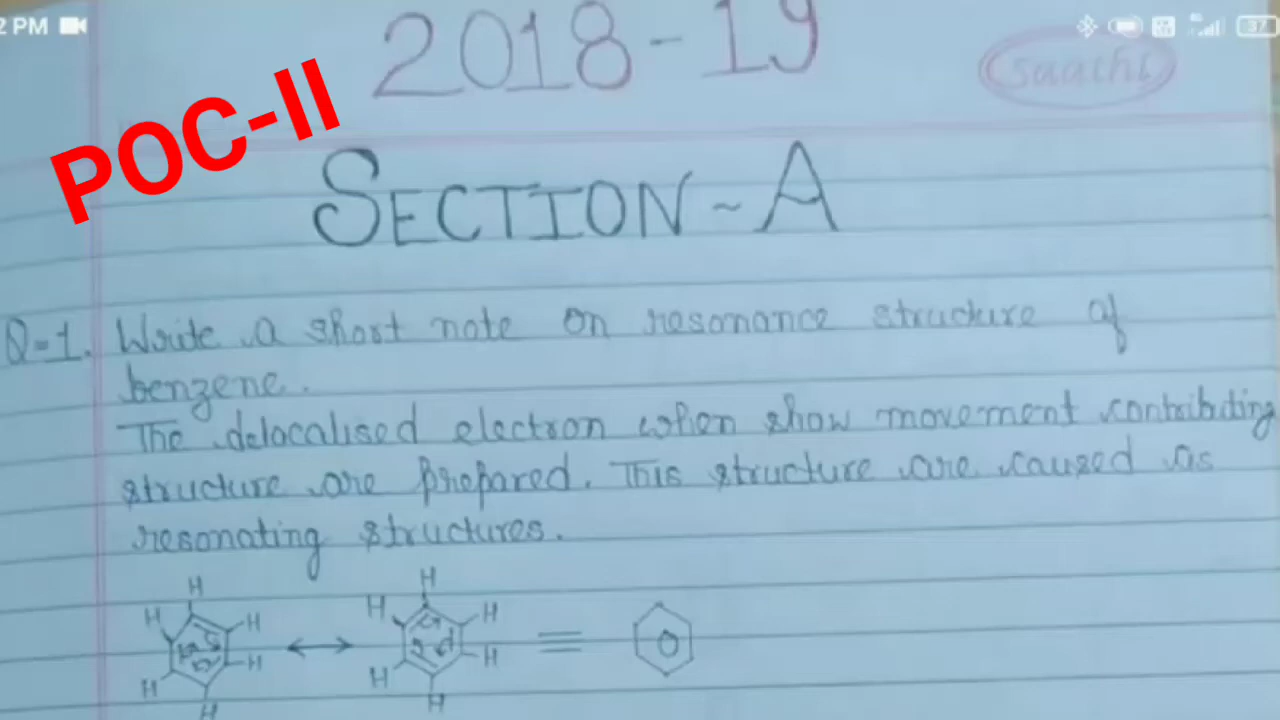 2 PM
37
2018-19
saathi
POC-II
SECTION-A
Q-1. Write a short note on resonance structure of
benzene.
The delocalised electron when show movement contributing
structure are prepared. This structure are caused as
resonating structures.
H H
H H H H
H H
H H
H H